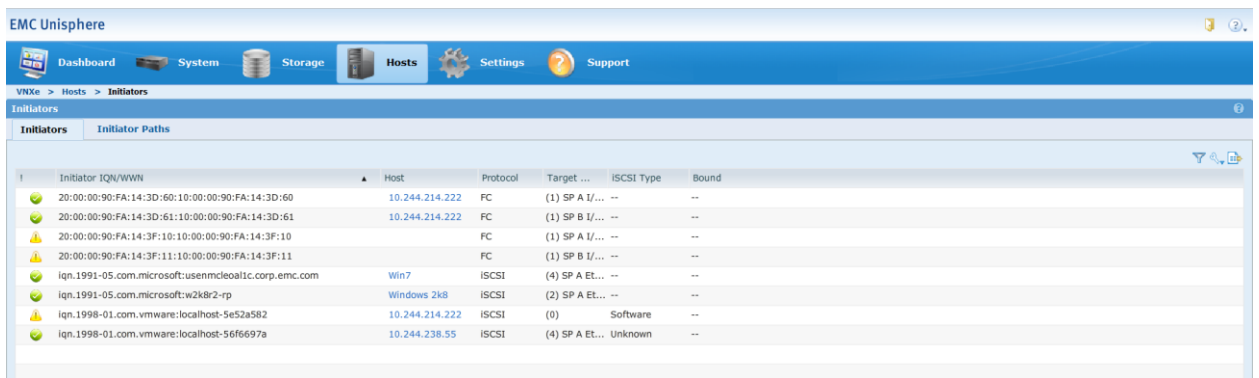 EMC Unisphere
Dashboard System Storage Hosts Settings Support
VNXe > Hosts > Initiators
Initiators
Initiators Initiator Paths
! Initiator IQN/WWN Host Protocol Target ... iSCSI Type Bound
20:00:00:90:FA:14:3D:60:10:00:00:90:FA:14:3D:60 10.244.214.222 FC (1) SP A I/... -- --
20:00:00:90:FA:14:3D:61:10:00:00:90:FA:14:3D:61 10.244.214.222 FC (1) SP B I/... -- --
20:00:00:90:FA:14:3F:10:10:00:00:90:FA:14:3F:10 FC (1) SP A I/... -- --
20:00:00:90:FA:14:3F:11:10:00:00:90:FA:14:3F:11 FC (1) SP B I/... -- --
iqn.1991-05.com.microsoft:usenmcleoal1c.corp.emc.com Win7 iSCSI (4) SP A Et... -- --
iqn.1991-05.com.microsoft:w2k8r2-rp Windows 2k8 iSCSI (2) SP A Et... -- --
iqn.1998-01.com.vmware:localhost-5e52a582 10.244.214.222 iSCSI (0) Software --
iqn.1998-01.com.vmware:localhost-56f6697a 10.244.238.55 iSCSI (4) SP A Et... Unknown --